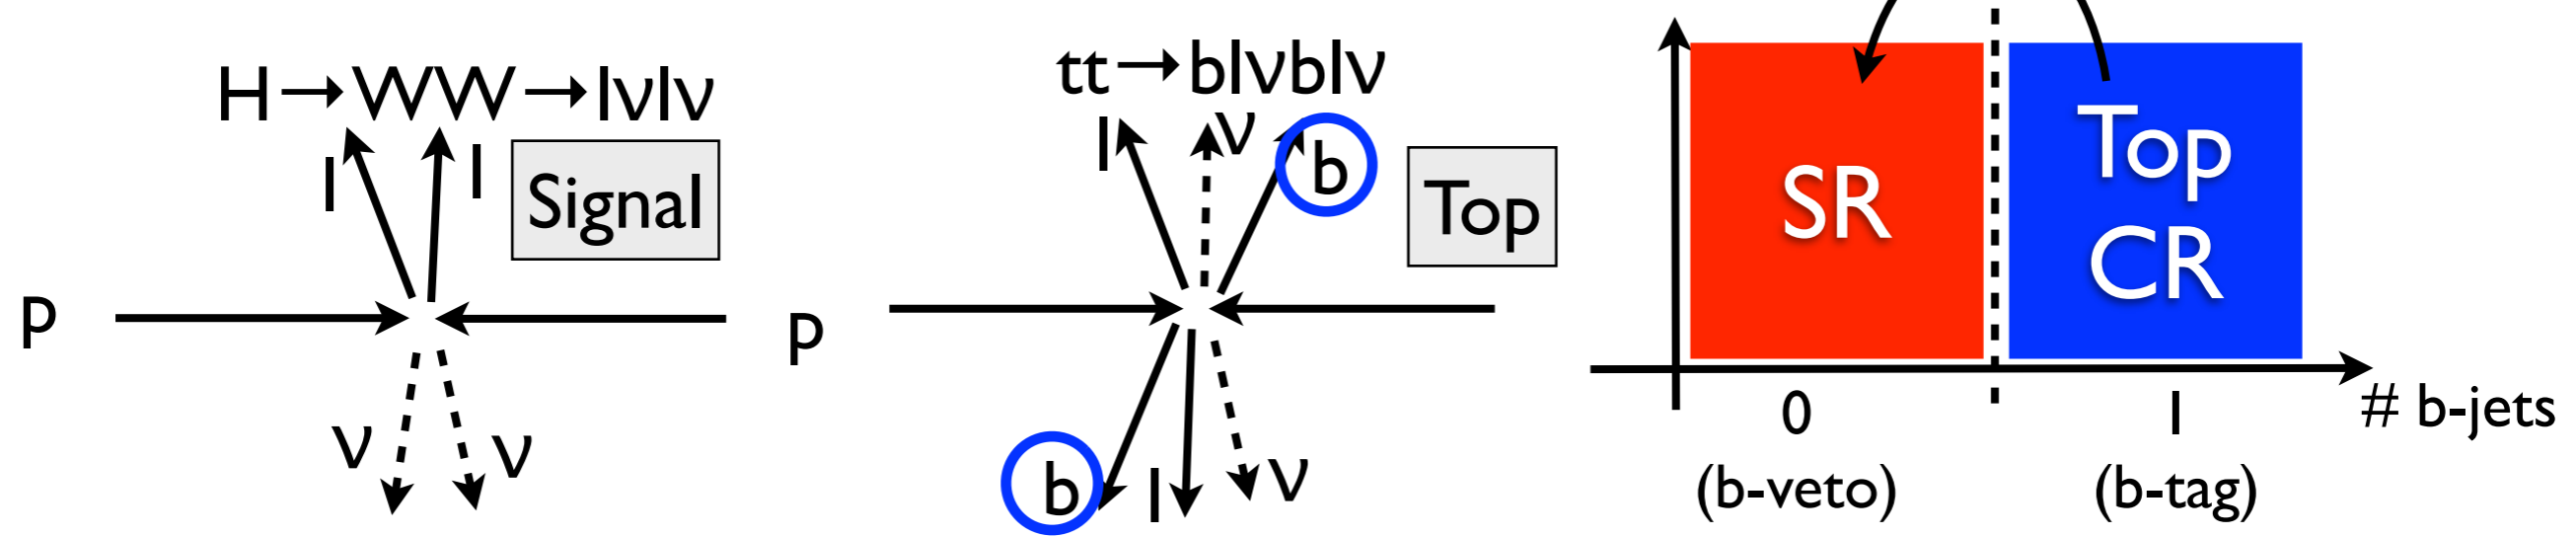 H→WW→lνlν
l
l
Signal
p
p
ν
ν
tt→blνblν
l
ν
b
Top
b
l
ν
SR
Top
CR
0
1
# b-jets
(b-veto)
(b-tag)